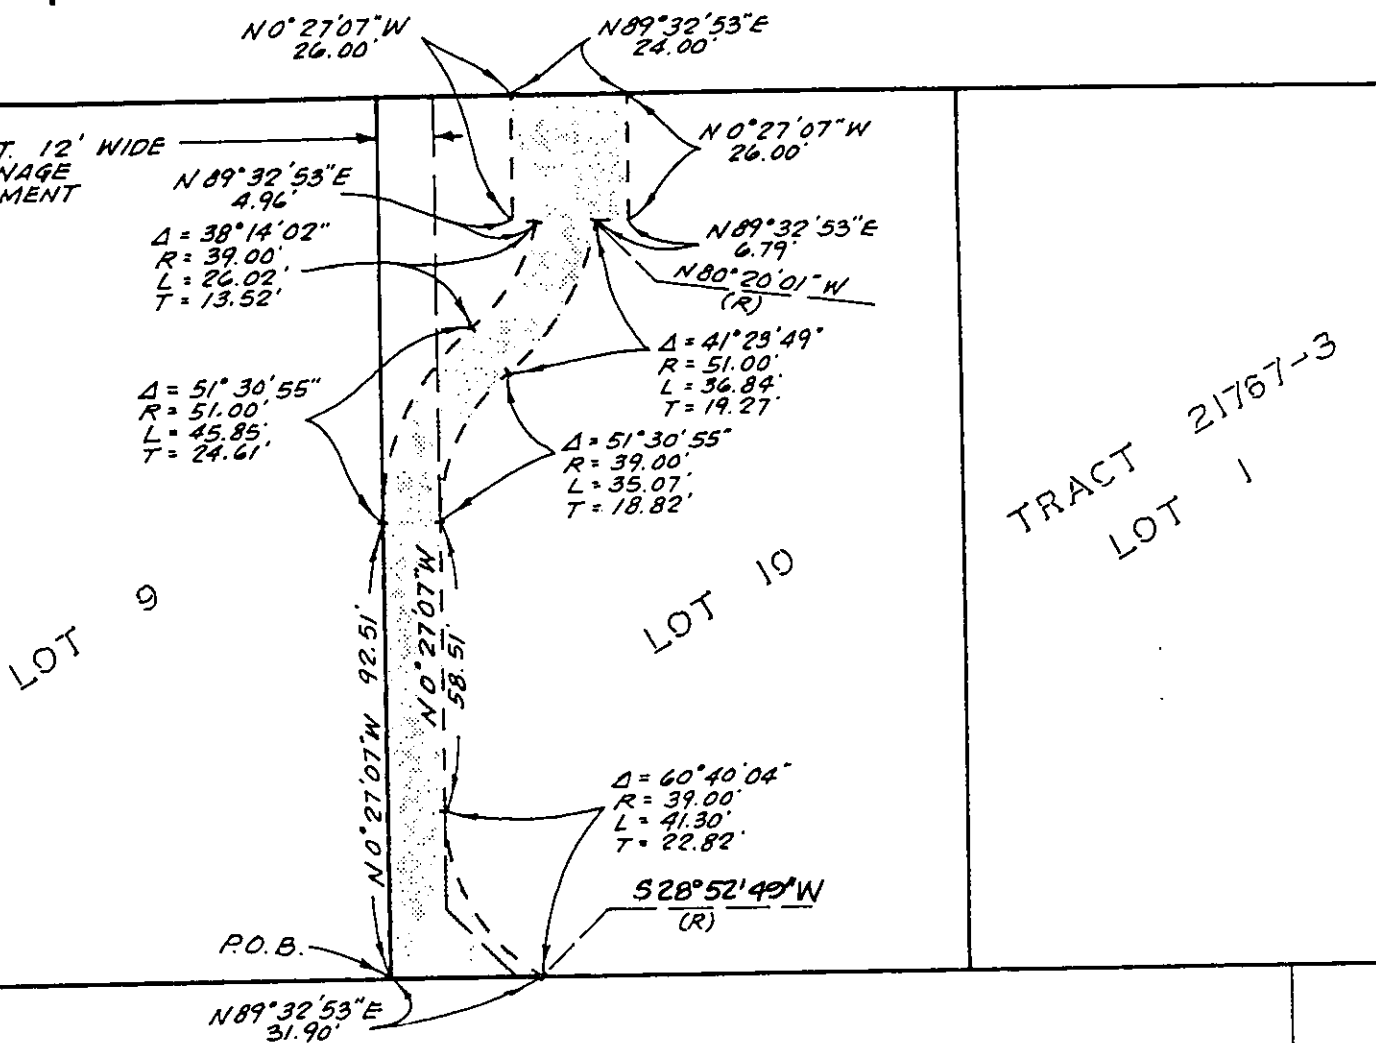 N0°27'07"W
26.00'
N89°32'53"E
24.00'
T. 12' WIDE
NAGE
MENT
N0°27'07"W
26.00'
N89°32'53"E
4.96'
Δ = 38°14'02"
R = 39.00'
L = 26.02'
T = 13.52'
N89°32'53"E
6.79'
N80°20'01"W
(R)
Δ = 41°23'49"
R = 51.00'
L = 36.84'
T = 19.27'
Δ = 51°30'55"
R = 51.00'
L = 45.85'
T = 24.61'
Δ = 51°30'55"
R = 39.00'
L = 35.07'
T = 18.82'
TRACT 21767-3
LOT 1
LOT 9
LOT 10
N0°27'07"W 92.51'
N0°27'07"W
58.51'
Δ = 60°40'04"
R = 39.00'
L = 41.30'
T = 22.82'
S28°52'49"W
(R)
P.O.B.
N89°32'53"E
31.90'